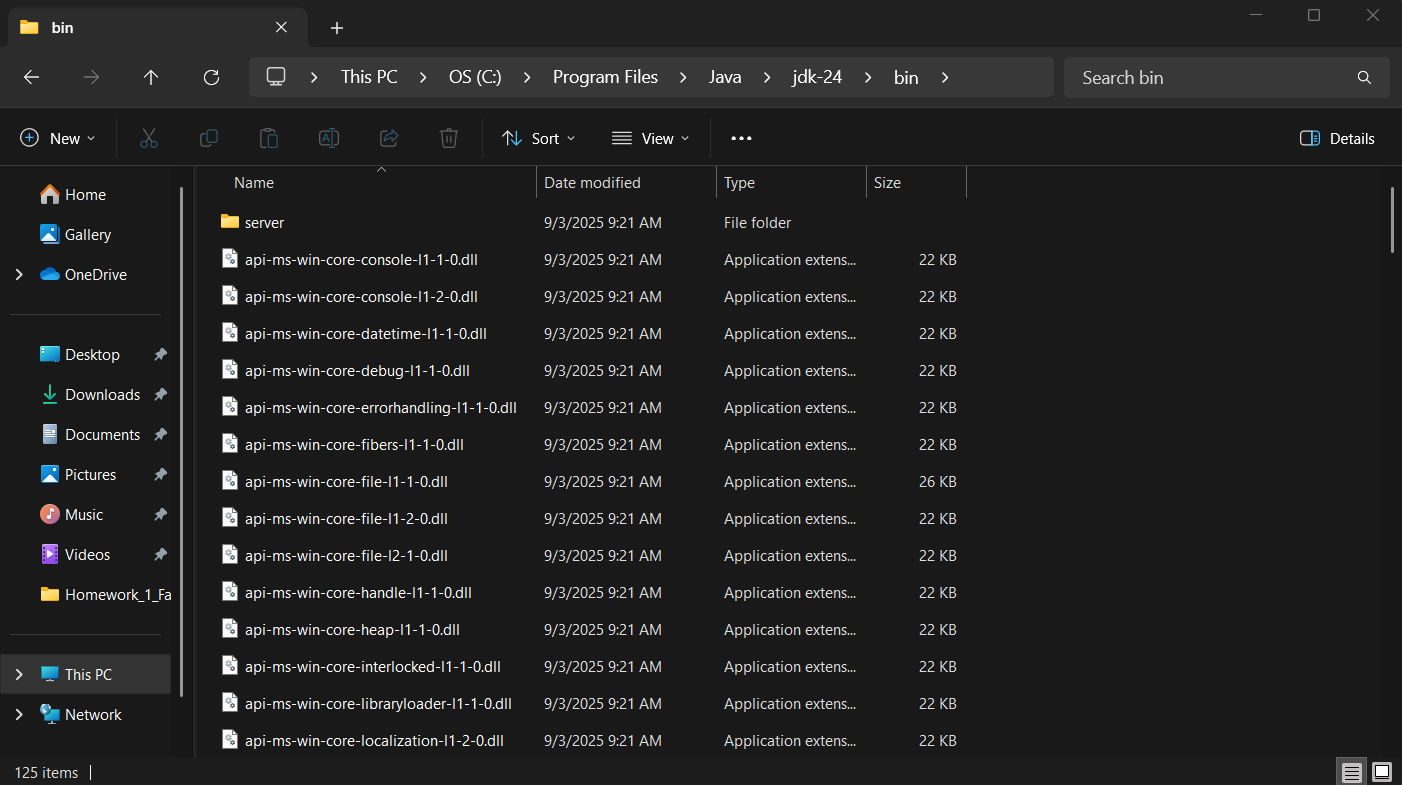 bin
This PC > OS (C:) > Program Files > Java > jdk-24 > bin >
Search bin
New
Sort
View
Details
Home
Gallery
OneDrive
Desktop
Downloads
Documents
Pictures
Music
Videos
Homework_1_Fa
This PC
Network
Name Date modified Type Size
server 9/3/2025 9:21 AM File folder
api-ms-win-core-console-l1-1-0.dll 9/3/2025 9:21 AM Application extens... 22 KB
api-ms-win-core-console-l1-2-0.dll 9/3/2025 9:21 AM Application extens... 22 KB
api-ms-win-core-datetime-l1-1-0.dll 9/3/2025 9:21 AM Application extens... 22 KB
api-ms-win-core-debug-l1-1-0.dll 9/3/2025 9:21 AM Application extens... 22 KB
api-ms-win-core-errorhandling-l1-1-0.dll 9/3/2025 9:21 AM Application extens... 22 KB
api-ms-win-core-fibers-l1-1-0.dll 9/3/2025 9:21 AM Application extens... 22 KB
api-ms-win-core-file-l1-1-0.dll 9/3/2025 9:21 AM Application extens... 26 KB
api-ms-win-core-file-l1-2-0.dll 9/3/2025 9:21 AM Application extens... 22 KB
api-ms-win-core-file-l2-1-0.dll 9/3/2025 9:21 AM Application extens... 22 KB
api-ms-win-core-handle-l1-1-0.dll 9/3/2025 9:21 AM Application extens... 22 KB
api-ms-win-core-heap-l1-1-0.dll 9/3/2025 9:21 AM Application extens... 22 KB
api-ms-win-core-interlocked-l1-1-0.dll 9/3/2025 9:21 AM Application extens... 22 KB
api-ms-win-core-libraryloader-l1-1-0.dll 9/3/2025 9:21 AM Application extens... 22 KB
api-ms-win-core-localization-l1-2-0.dll 9/3/2025 9:21 AM Application extens... 22 KB
125 items